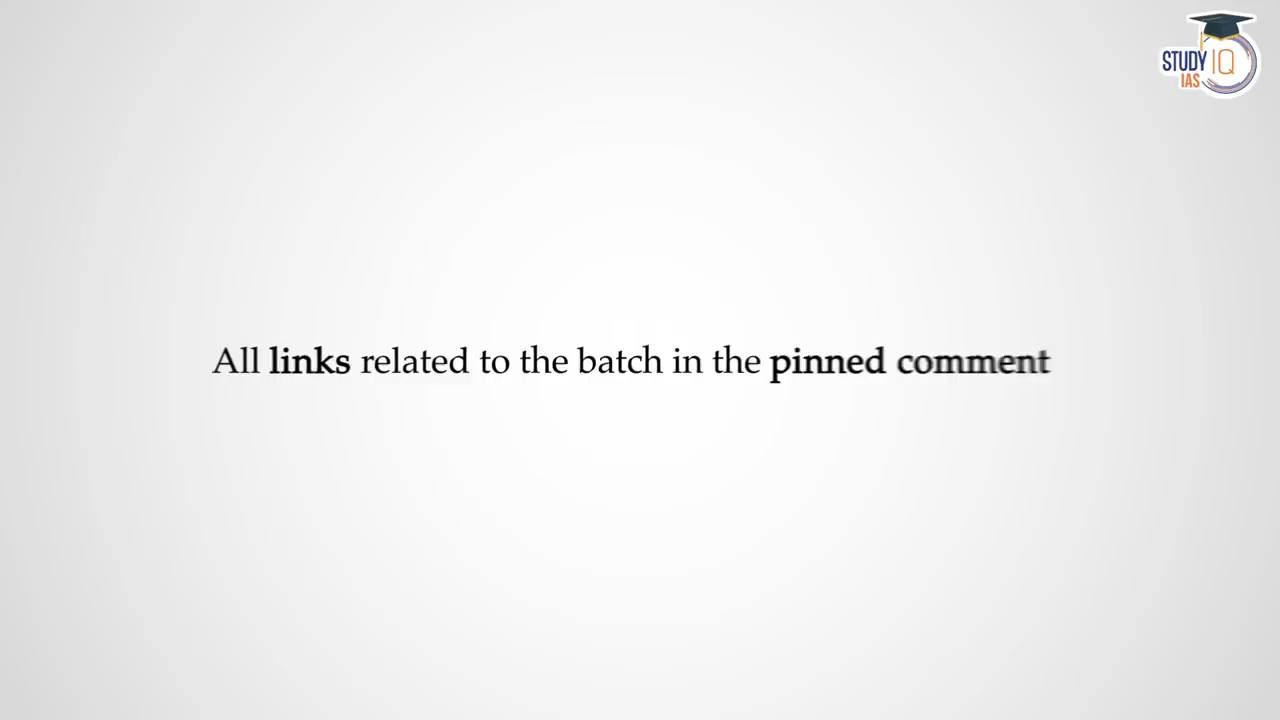 STUDY IQ
IAS
All links related to the batch in the pinned comment